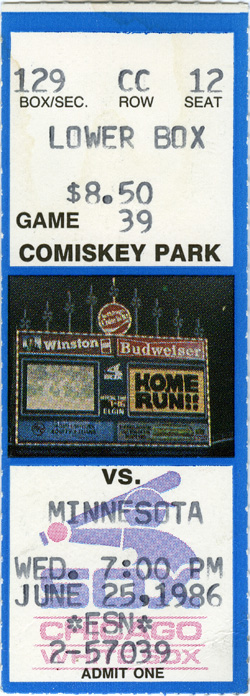 129 CC 12
BOX/SEC. ROW SEAT
LOWER BOX
$8.50
GAME 39
COMISKEY PARK
Winston Budweiser
HOME
RUN!!
ELGIN
VS.
MINNESOTA
WED. 7:00 PM
JUNE 25,1986
*ESN*
CHICAGO
2-57039
WHITE SOX
ADMIT ONE